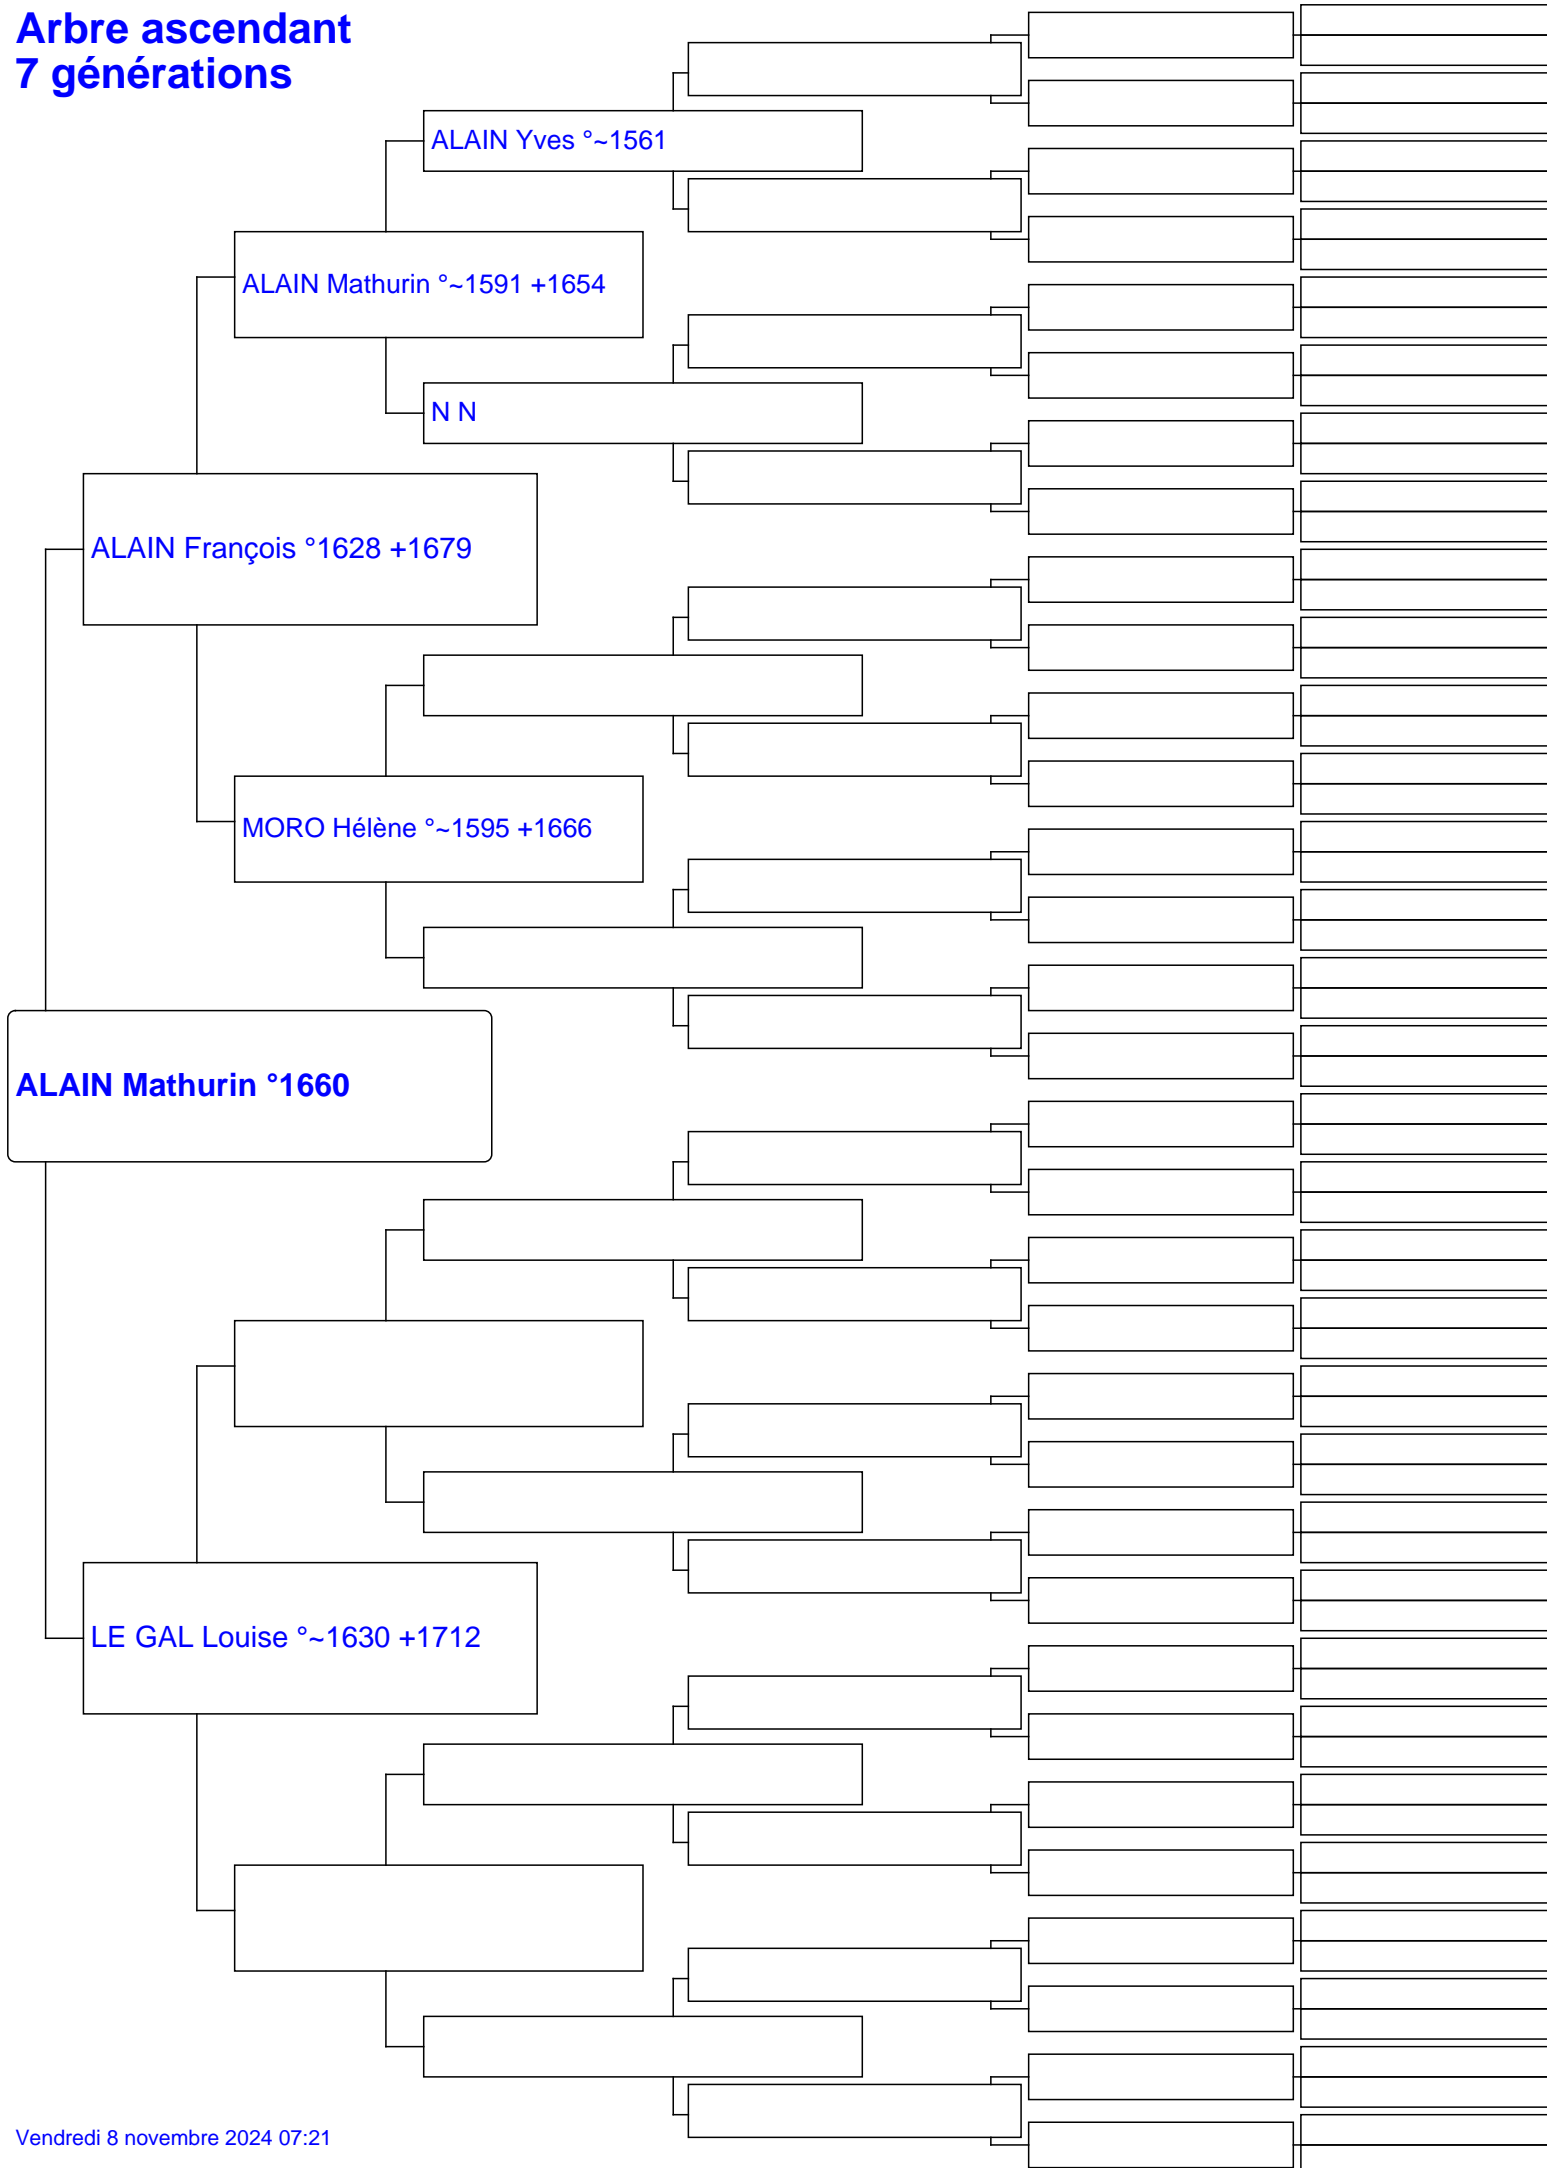 Arbre ascendant
7 générations
ALAIN Yves °~1561
ALAIN Mathurin °~1591 +1654
N N
ALAIN François °1628 +1679
MORO Hélène °~1595 +1666
ALAIN Mathurin °1660
LE GAL Louise °~1630 +1712
Vendredi 8 novembre 2024 07:21